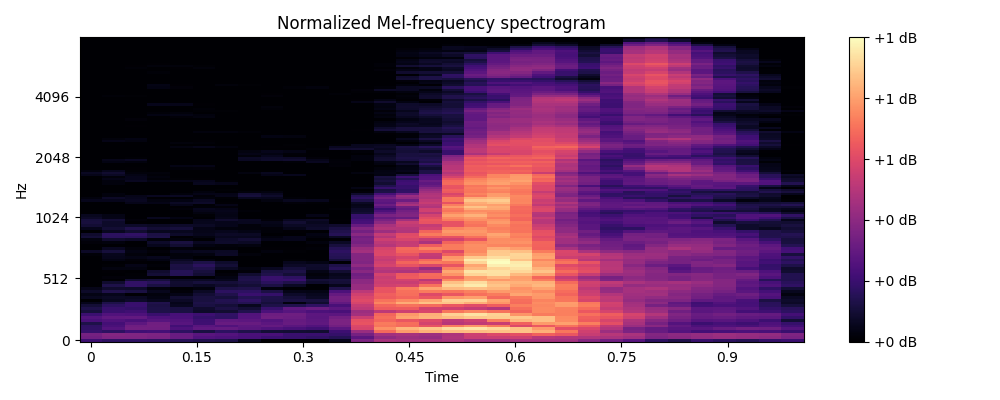 Normalized Mel-frequency spectrogram
Hz
4096
2048
1024
512
0
0 0.15 0.3 0.45 0.6 0.75 0.9
Time
+1 dB
+1 dB
+1 dB
+0 dB
+0 dB
+0 dB